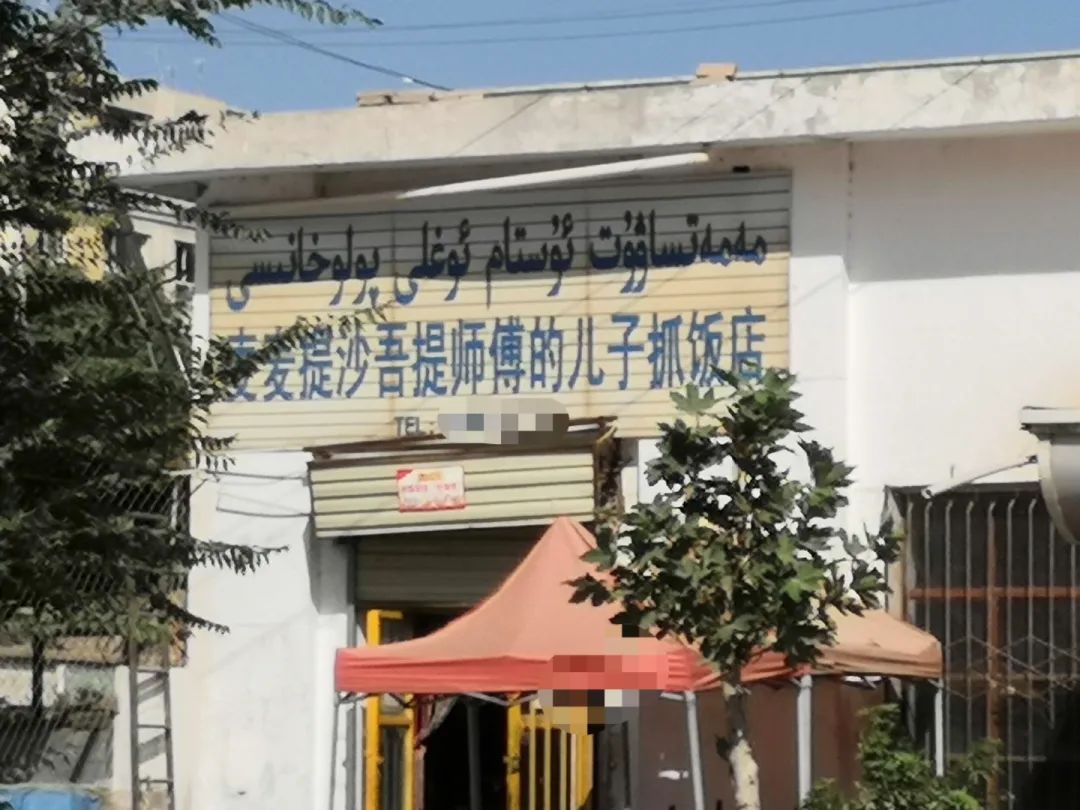 مەمەتساۋۇت ئۇستام ئوغلى پولوخانىسى
麦麦提沙吾提师傅的儿子抓饭店
TEL: